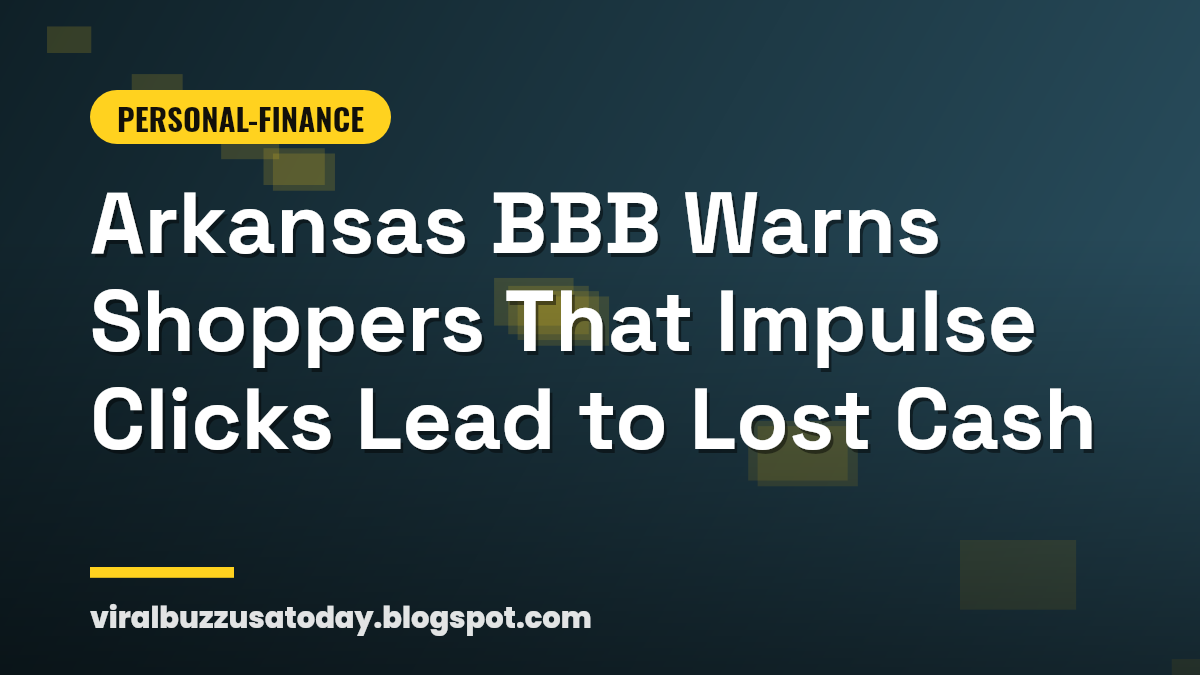 PERSONAL-FINANCE
Arkansas BBB Warns
Shoppers That Impulse
Clicks Lead to Lost Cash
viralbuzzusatoday.blogspot.com